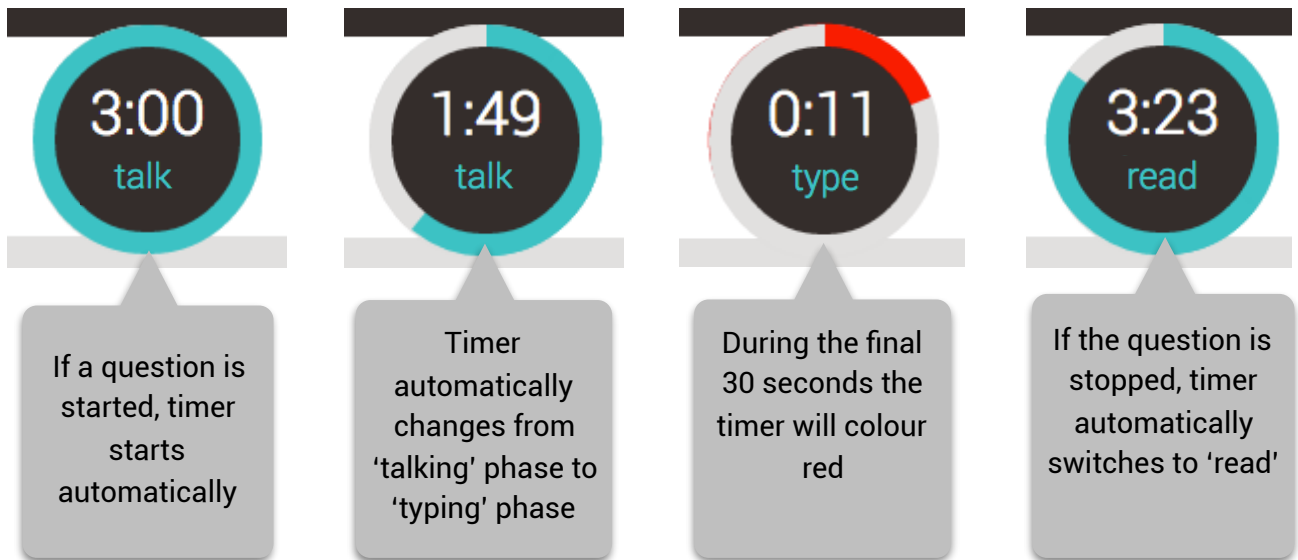 3:00
talk
1:49
talk
0:11
type
3:23
read
If a question is
started, timer
starts
automatically
Timer
automatically
changes from
‘talking’ phase to
‘typing’ phase
During the final
30 seconds the
timer will colour
red
If the question is
stopped, timer
automatically
switches to ‘read’